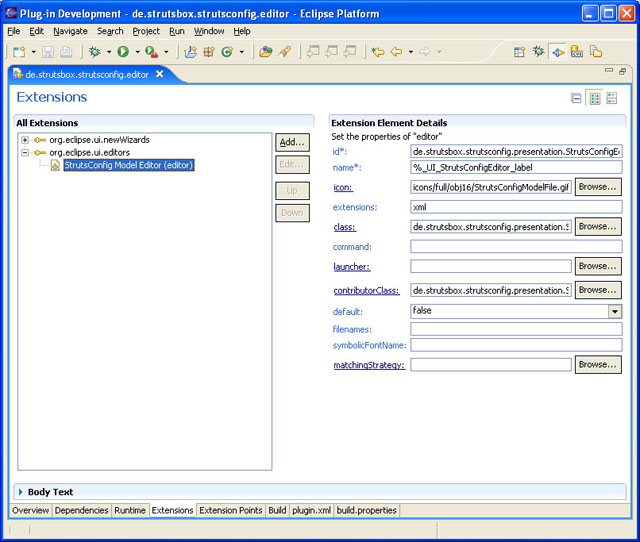 Plug-in Development - de.strutsbox.strutsconfig.editor - Eclipse Platform
File Edit Navigate Search Project Run Window Help
de.strutsbox.strutsconfig.editor
Extensions
All Extensions
org.eclipse.ui.newWizards
org.eclipse.ui.editors
StrutsConfig Model Editor (editor)
Add...
Edit...
Up
Down
Extension Element Details
Set the properties of "editor"
id*: de.strutsbox.strutsconfig.presentation.StrutsConfigE
name*: %_UI_StrutsConfigEditor_label
icon: icons/full/obj16/StrutsConfigModelFile.gif Browse...
extensions: xml
class: de.strutsbox.strutsconfig.presentation.S Browse...
command:
launcher: Browse...
contributorClass: de.strutsbox.strutsconfig.presentation.S Browse...
default: false
filenames:
symbolicFontName:
matchingStrategy: Browse...
Body Text
Overview Dependencies Runtime Extensions Extension Points Build plugin.xml build.properties